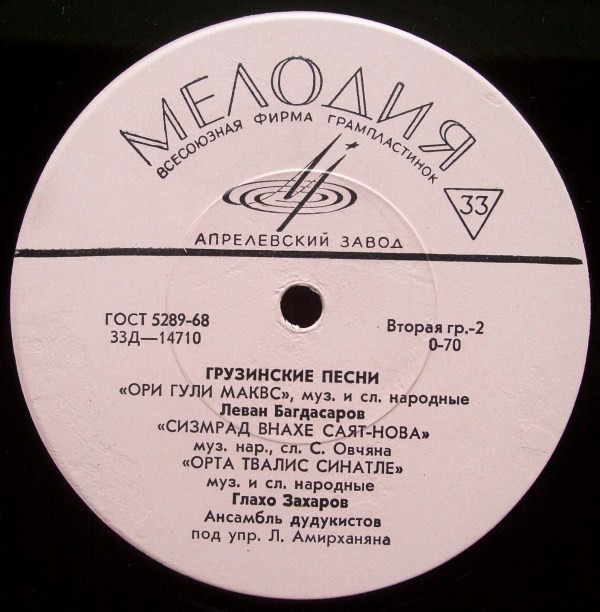 МЕЛОДИЯ
ВСЕСОЮЗНАЯ ФИРМА ГРАМПЛАСТИНОК
33
АПРЕЛЕВСКИЙ ЗАВОД
ГОСТ 5289-68
33Д—14710
Вторая гр.-2
0-70
ГРУЗИНСКИЕ ПЕСНИ
«ОРИ ГУЛИ МАКВС», муз. и сл. народные
Леван Багдасаров
«СИЗМРАД ВНАХЕ САЯТ-НОВА»
муз. нар., сл. С. Овчяна
«ОРТА ТВАЛИС СИНАТЛЕ»
муз. и сл. народные
Глахо Захаров
Ансамбль дудукистов
под упр. Л. Амирханяна